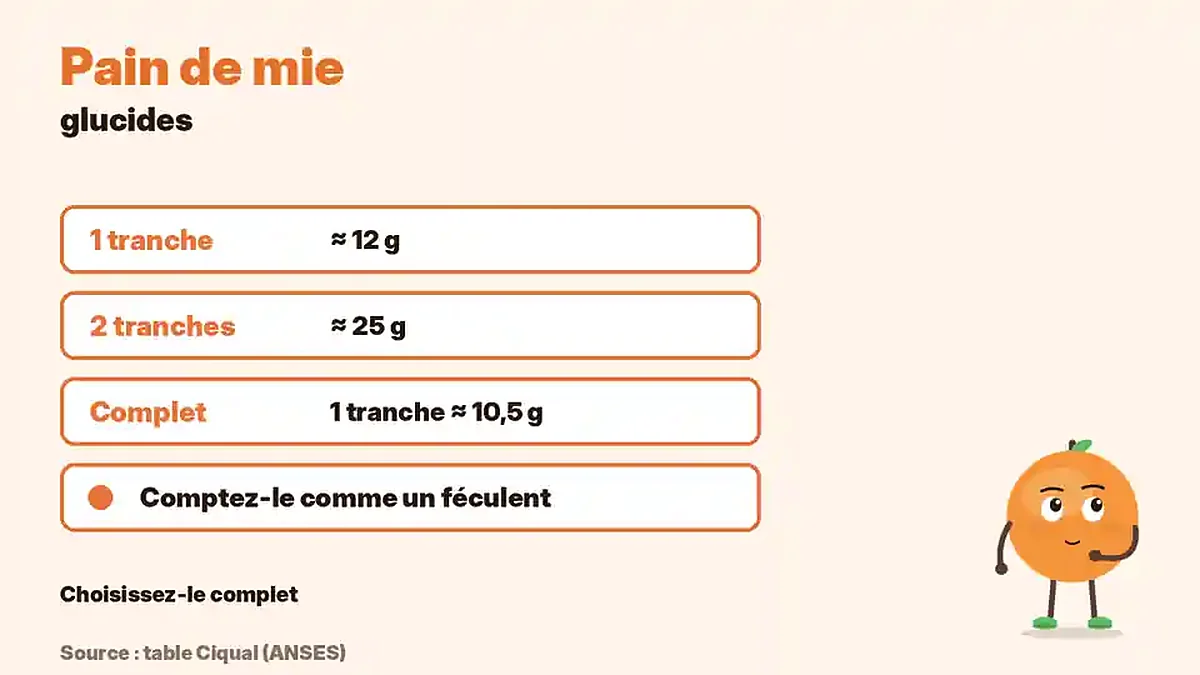 Pain de mie
glucides
1 tranche ≈ 12 g
2 tranches ≈ 25 g
Complet 1 tranche ≈ 10,5 g
Comptez-le comme un féculent
Choisissez-le complet
Source : table Ciqual (ANSES)